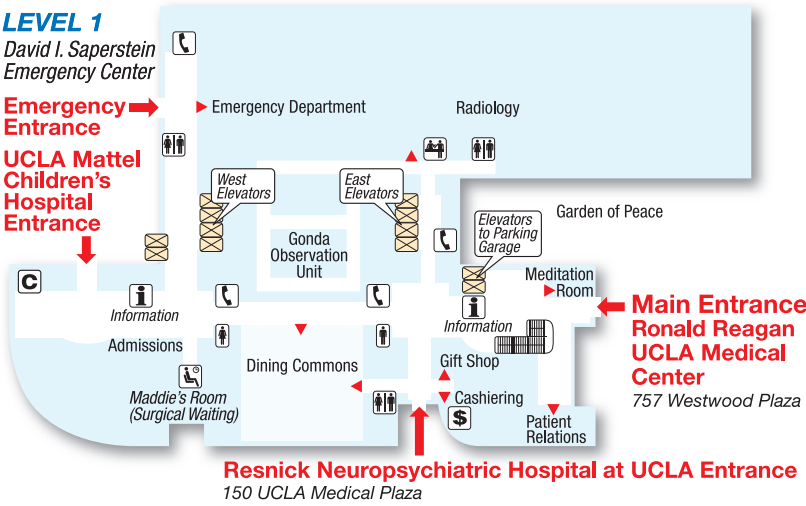 LEVEL 1
David I. Saperstein
Emergency Center
Emergency
Entrance
Emergency Department
Radiology
UCLA Mattel
Children's
Hospital
Entrance
West
Elevators
East
Elevators
Elevators
to Parking
Garage
Garden of Peace
Gonda
Observation
Unit
C
Meditation
Room
Information
Information
Main Entrance
Ronald Reagan
UCLA Medical
Center
757 Westwood Plaza
Admissions
Dining Commons
Gift Shop
Maddie's Room
(Surgical Waiting)
Cashiering
$
Patient
Relations
Resnick Neuropsychiatric Hospital at UCLA Entrance
150 UCLA Medical Plaza